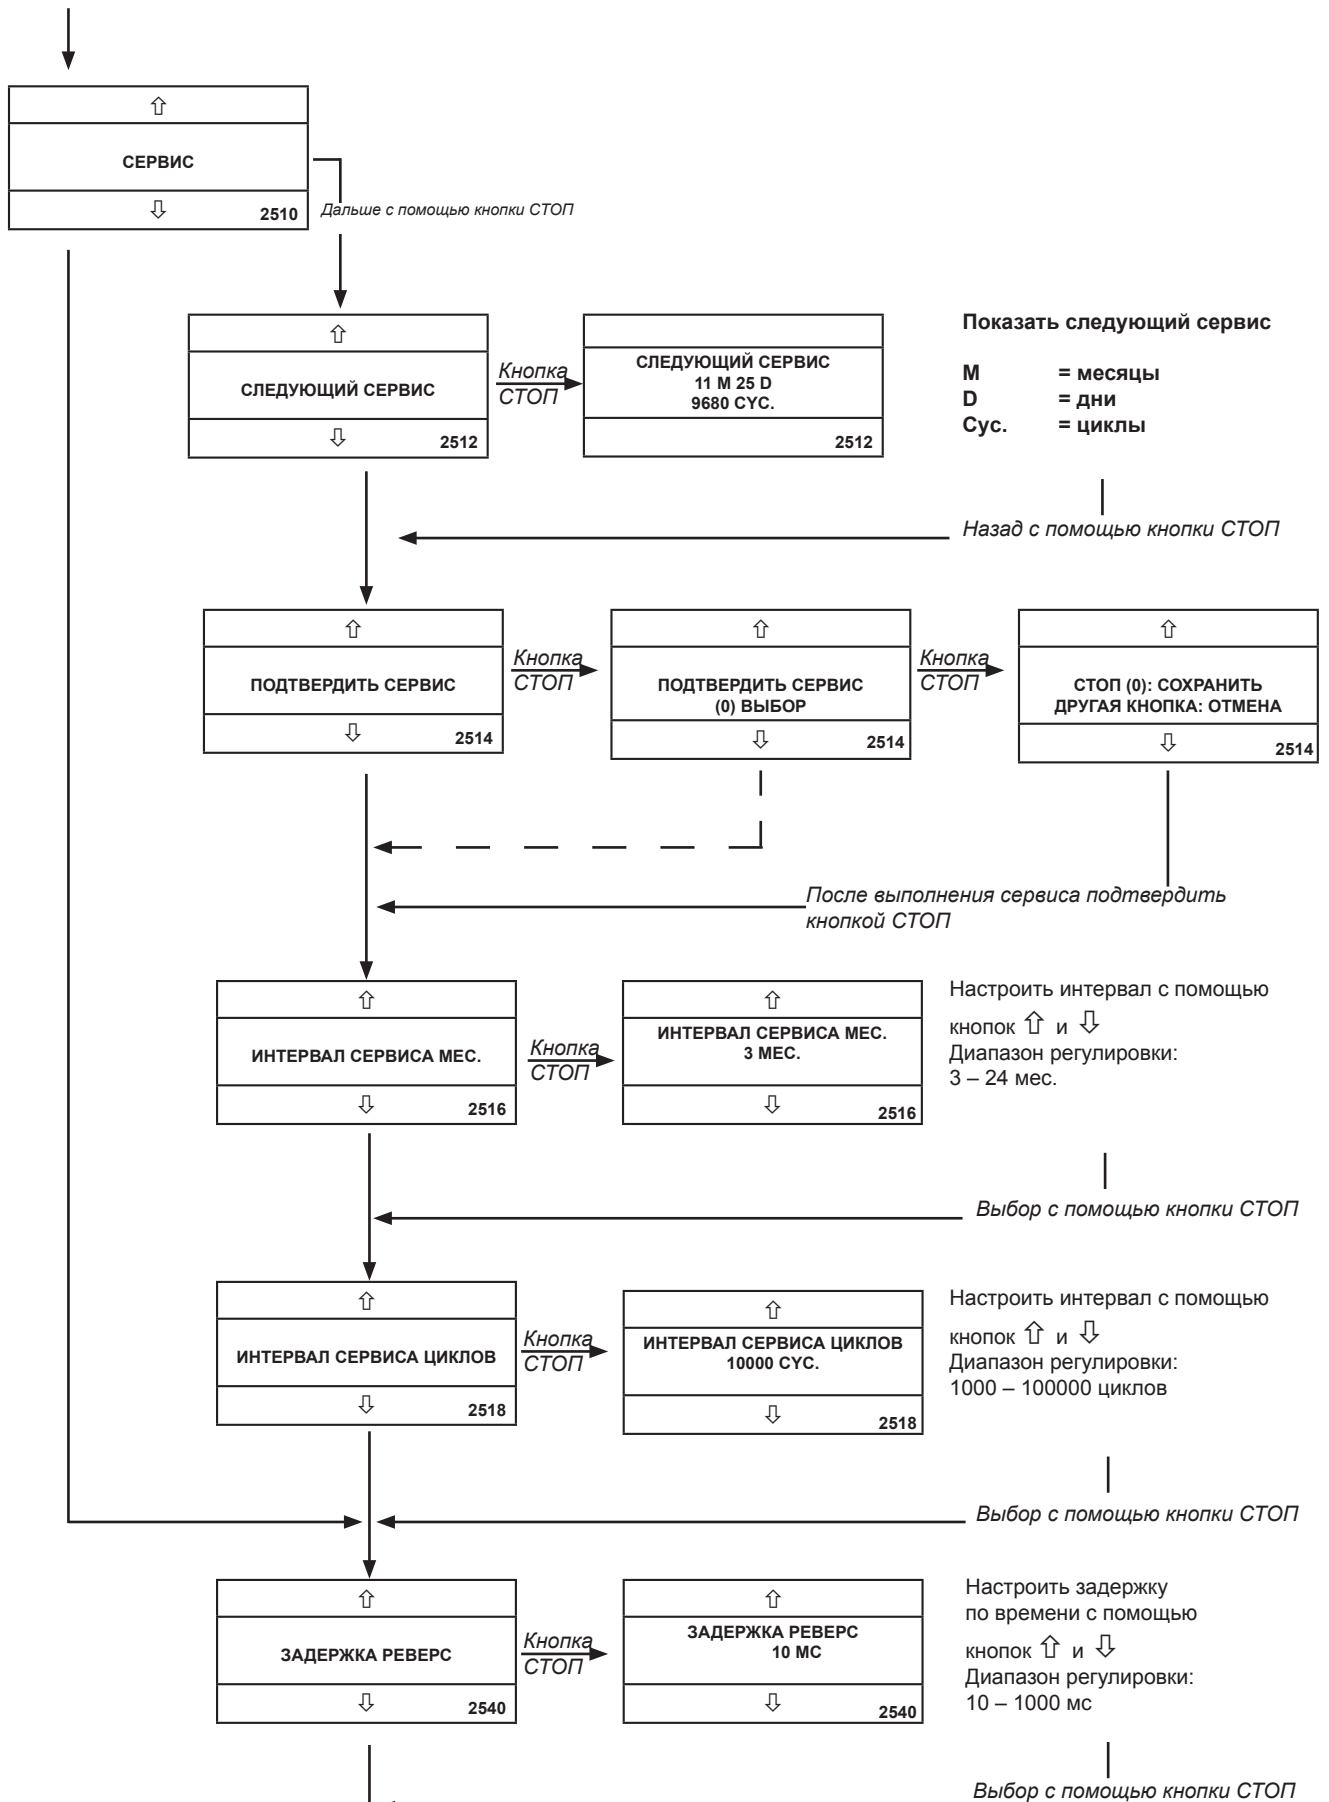 ⇧
СЕРВИС
⇩ 2510
Дальше с помощью кнопки СТОП
⇧
СЛЕДУЮЩИЙ СЕРВИС
⇩ 2512
Кнопка
СТОП
СЛЕДУЮЩИЙ СЕРВИС
11 M 25 D
9680 CYC.
2512
Показать следующий сервис
M = месяцы
D = дни
Cyc. = циклы
Назад с помощью кнопки СТОП
⇧
ПОДТВЕРДИТЬ СЕРВИС
⇩ 2514
Кнопка
СТОП
⇧
ПОДТВЕРДИТЬ СЕРВИС
(0) ВЫБОР
⇩ 2514
Кнопка
СТОП
⇧
СТОП (0): СОХРАНИТЬ
ДРУГАЯ КНОПКА: ОТМЕНА
⇩ 2514
После выполнения сервиса подтвердить
кнопкой СТОП
⇧
ИНТЕРВАЛ СЕРВИСА МЕС.
⇩ 2516
Кнопка
СТОП
⇧
ИНТЕРВАЛ СЕРВИСА МЕС.
3 МЕС.
⇩ 2516
Настроить интервал с помощью
кнопок ⇧ и ⇩
Диапазон регулировки:
3 – 24 мес.
Выбор с помощью кнопки СТОП
⇧
ИНТЕРВАЛ СЕРВИСА ЦИКЛОВ
⇩ 2518
Кнопка
СТОП
⇧
ИНТЕРВАЛ СЕРВИСА ЦИКЛОВ
10000 CYC.
⇩ 2518
Настроить интервал с помощью
кнопок ⇧ и ⇩
Диапазон регулировки:
1000 – 100000 циклов
Выбор с помощью кнопки СТОП
⇧
ЗАДЕРЖКА РЕВЕРС
⇩ 2540
Кнопка
СТОП
⇧
ЗАДЕРЖКА РЕВЕРС
10 МС
⇩ 2540
Настроить задержку
по времени с помощью
кнопок ⇧ и ⇩
Диапазон регулировки:
10 – 1000 мс
Выбор с помощью кнопки СТОП